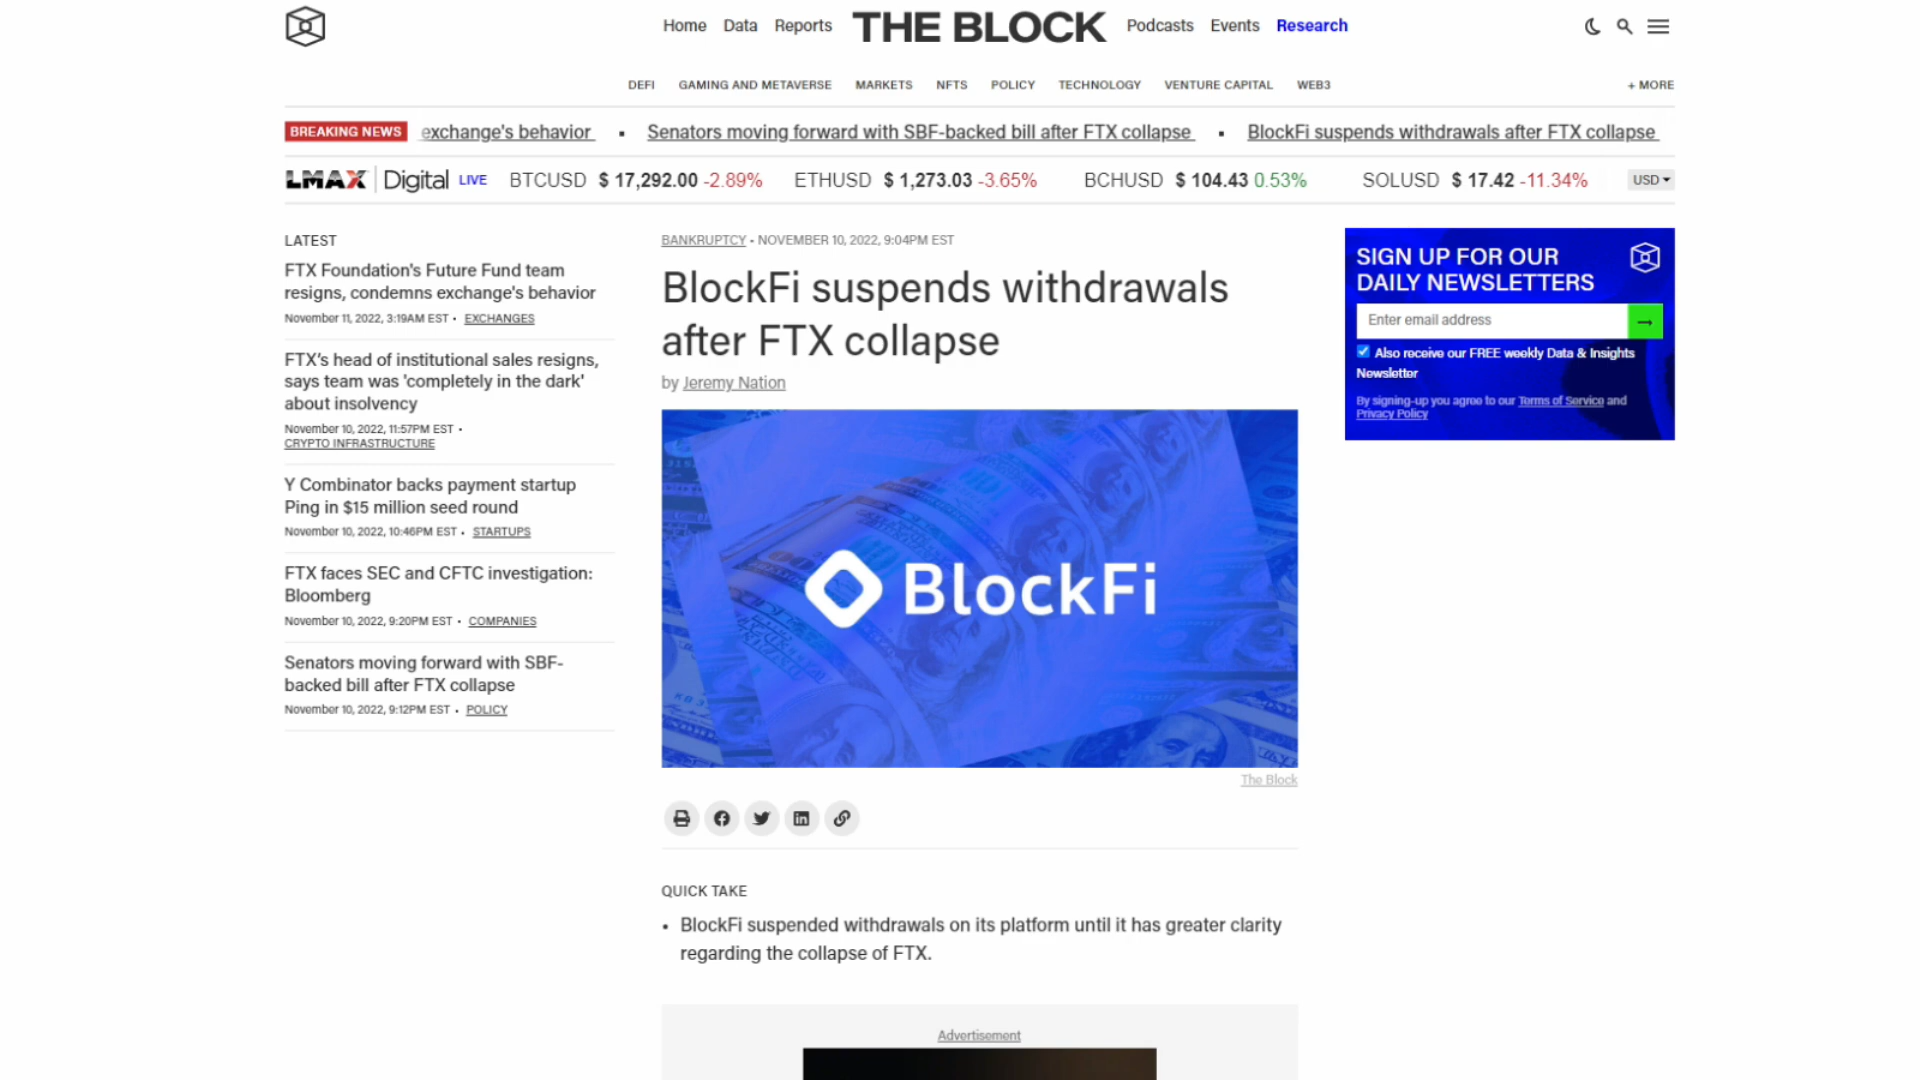 Home Data Reports THE BLOCK Podcasts Events Research
DEFI GAMING AND METAVERSE MARKETS NFTS POLICY TECHNOLOGY VENTURE CAPITAL WEB3 + MORE
BREAKING NEWS exchange's behavior ▪ Senators moving forward with SBF-backed bill after FTX collapse ▪ BlockFi suspends withdrawals after FTX collapse
LMAX Digital LIVE BTCUSD $ 17,292.00 -2.89% ETHUSD $ 1,273.03 -3.65% BCHUSD $ 104.43 0.53% SOLUSD $ 17.42 -11.34% USD
LATEST
FTX Foundation's Future Fund team
resigns, condemns exchange's behavior
November 11, 2022, 3:19AM EST • EXCHANGES
FTX's head of institutional sales resigns,
says team was 'completely in the dark'
about insolvency
November 10, 2022, 11:57PM EST •
CRYPTO INFRASTRUCTURE
Y Combinator backs payment startup
Ping in $15 million seed round
November 10, 2022, 10:46PM EST • STARTUPS
FTX faces SEC and CFTC investigation:
Bloomberg
November 10, 2022, 9:20PM EST • COMPANIES
Senators moving forward with SBF-
backed bill after FTX collapse
November 10, 2022, 9:12PM EST • POLICY
BANKRUPTCY • NOVEMBER 10, 2022, 9:04PM EST
BlockFi suspends withdrawals
after FTX collapse
by Jeremy Nation
BlockFi
The Block
QUICK TAKE
• BlockFi suspended withdrawals on its platform until it has greater clarity
regarding the collapse of FTX.
Advertisement
SIGN UP FOR OUR
DAILY NEWSLETTERS
Enter email address →
Also receive our FREE weekly Data & Insights
Newsletter
By signing-up you agree to our Terms of Service and
Privacy Policy